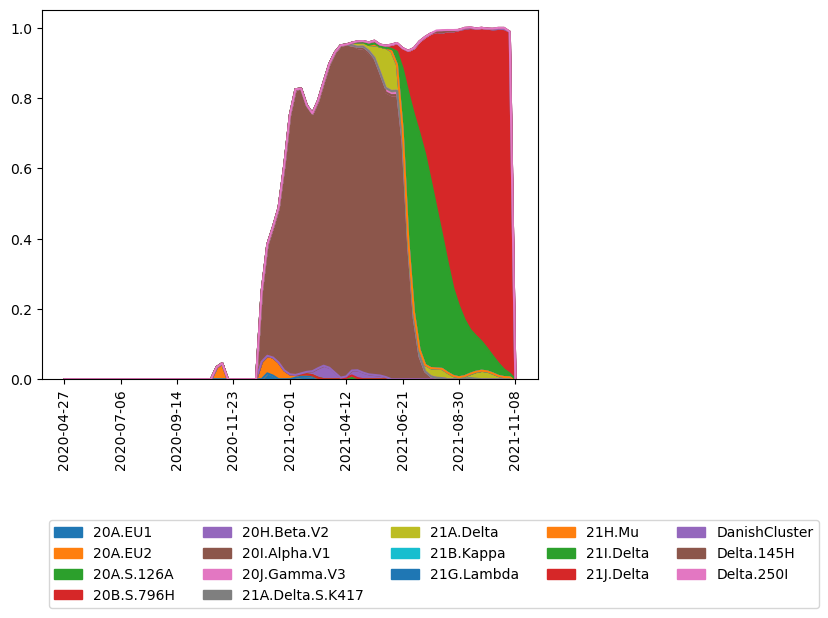 1.0
0.8
0.6
0.4
0.2
0.0
2020-04-27
2020-07-06
2020-09-14
2020-11-23
2021-02-01
2021-04-12
2021-06-21
2021-08-30
2021-11-08
20A.EU1
20A.EU2
20A.S.126A
20B.S.796H
20H.Beta.V2
20I.Alpha.V1
20J.Gamma.V3
21A.Delta.S.K417
21A.Delta
21B.Kappa
21G.Lambda
21H.Mu
21I.Delta
21J.Delta
DanishCluster
Delta.145H
Delta.250I